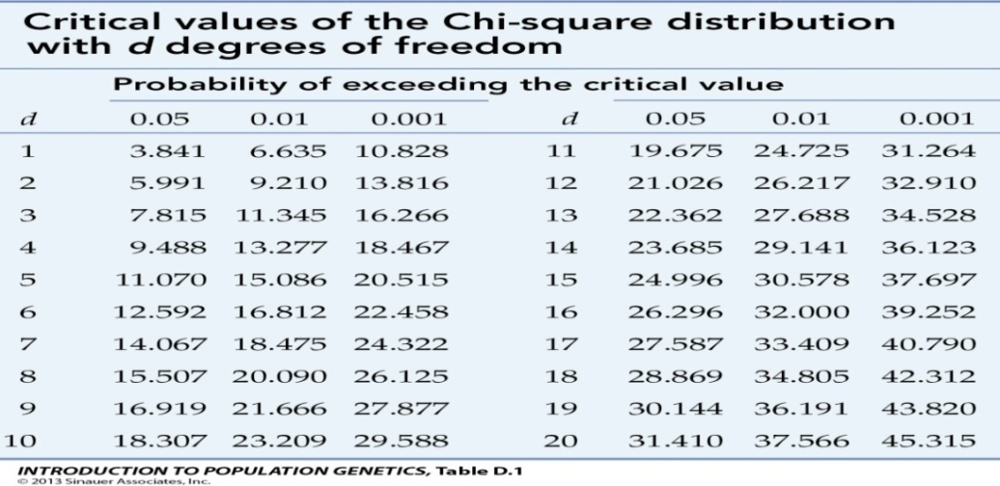 Critical values of the Chi-square distribution
with d degrees of freedom
Probability of exceeding the critical value
d 0.05 0.01 0.001 d 0.05 0.01 0.001
1 3.841 6.635 10.828 11 19.675 24.725 31.264
2 5.991 9.210 13.816 12 21.026 26.217 32.910
3 7.815 11.345 16.266 13 22.362 27.688 34.528
4 9.488 13.277 18.467 14 23.685 29.141 36.123
5 11.070 15.086 20.515 15 24.996 30.578 37.697
6 12.592 16.812 22.458 16 26.296 32.000 39.252
7 14.067 18.475 24.322 17 27.587 33.409 40.790
8 15.507 20.090 26.125 18 28.869 34.805 42.312
9 16.919 21.666 27.877 19 30.144 36.191 43.820
10 18.307 23.209 29.588 20 31.410 37.566 45.315
INTRODUCTION TO POPULATION GENETICS, Table D.1
© 2013 Sinauer Associates, Inc.